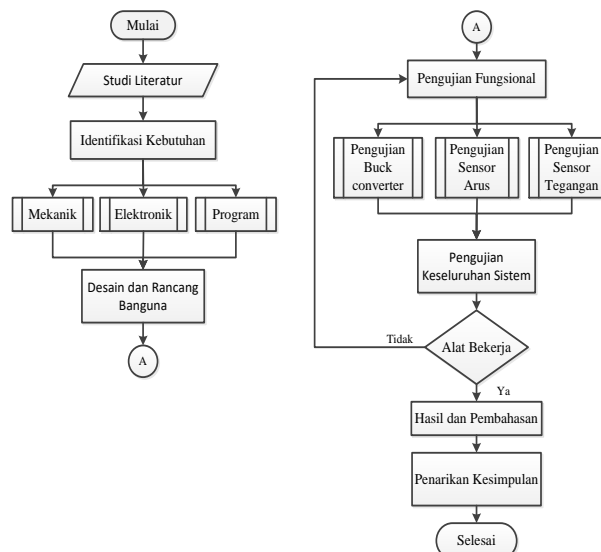 Mulai
Studi Literatur
Identifikasi Kebutuhan
Mekanik
Elektronik
Program
Desain dan Rancang
Banguna
A
A
Pengujian Fungsional
Pengujian
Buck
converter
Pengujian
Sensor
Arus
Pengujian
Sensor
Tegangan
Pengujian
Keseluruhan Sistem
Tidak
Alat Bekerja
Ya
Hasil dan Pembahasan
Penarikan Kesimpulan
Selesai